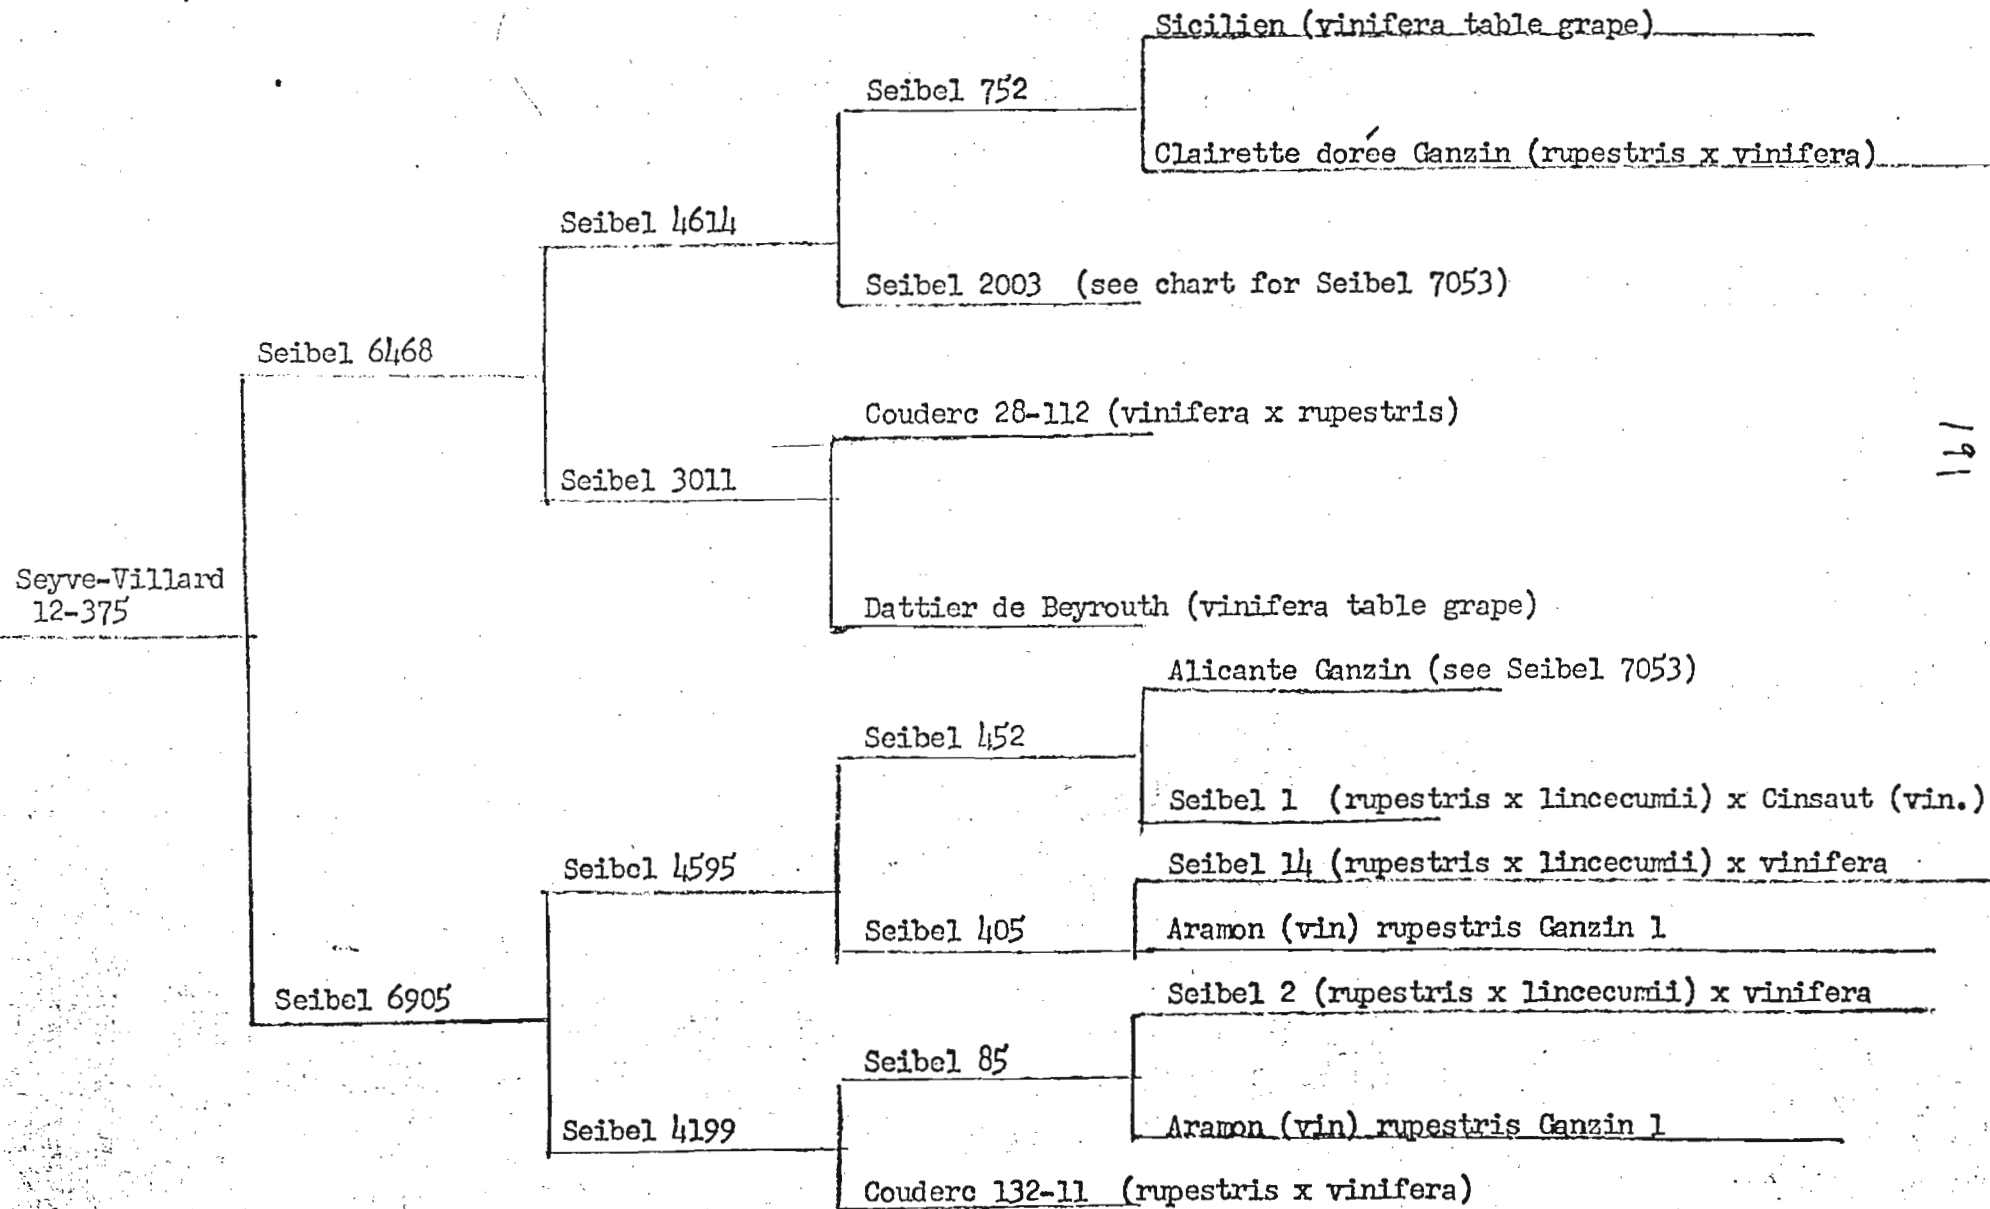 Sicilien (vinifera table grape)
Seibel 752
Clairette dorée Ganzin (rupestris x vinifera)
Seibel 4614
Seibel 2003 (see chart for Seibel 7053)
Seibel 6468
Couderc 28-112 (vinifera x rupestris)
191
Seibel 3011
Seyve-Villard
12-375
Dattier de Beyrouth (vinifera table grape)
Alicante Ganzin (see Seibel 7053)
Seibel 452
Seibel 1 (rupestris x lincecumii) x Cinsaut (vin.)
Seibel 4595
Seibel 14 (rupestris x lincecumii) x vinifera
Seibel 405
Aramon (vin) rupestris Ganzin 1
Seibel 6905
Seibel 2 (rupestris x lincecumii) x vinifera
Seibel 85
Seibel 4199
Aramon (vin) rupestris Ganzin 1
Couderc 132-11 (rupestris x vinifera)